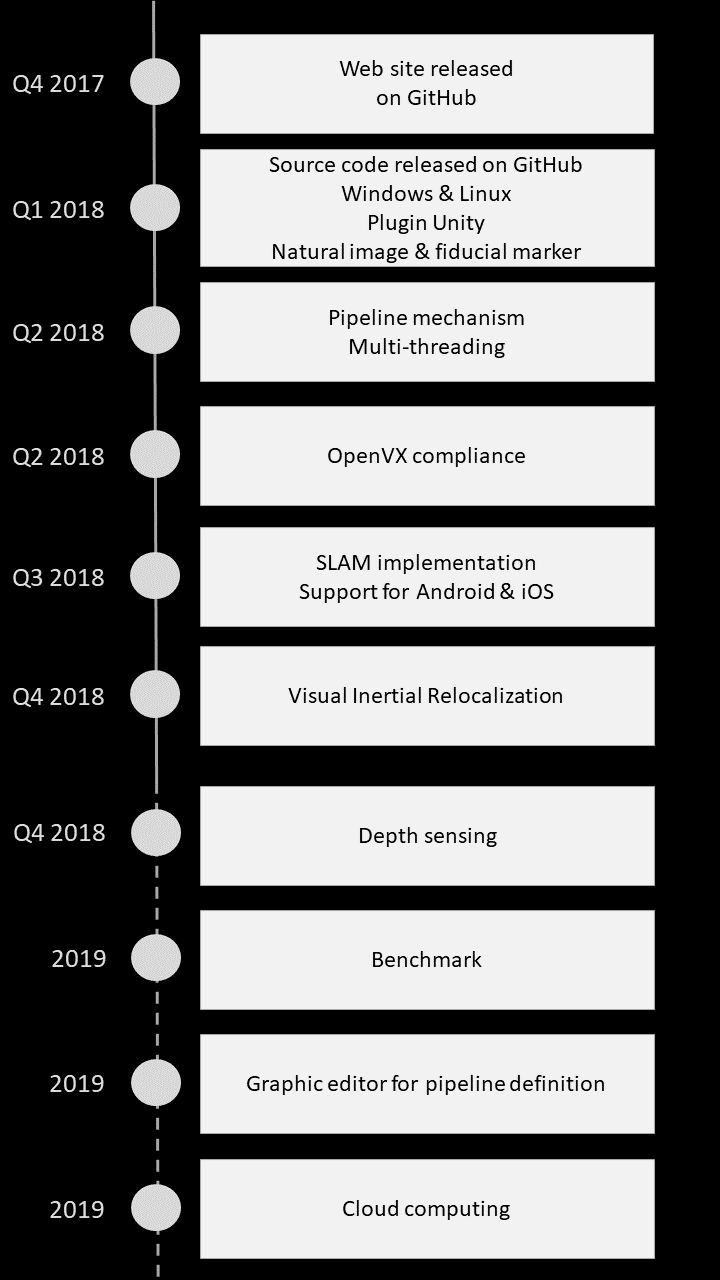 Q4 2017
Web site released
on GitHub
Q1 2018
Source code released on GitHub
Windows & Linux
Plugin Unity
Natural image & fiducial marker
Q2 2018
Pipeline mechanism
Multi-threading
Q2 2018
OpenVX compliance
Q3 2018
SLAM implementation
Support for Android & iOS
Q4 2018
Visual Inertial Relocalization
Q4 2018
Depth sensing
2019
Benchmark
2019
Graphic editor for pipeline definition
2019
Cloud computing